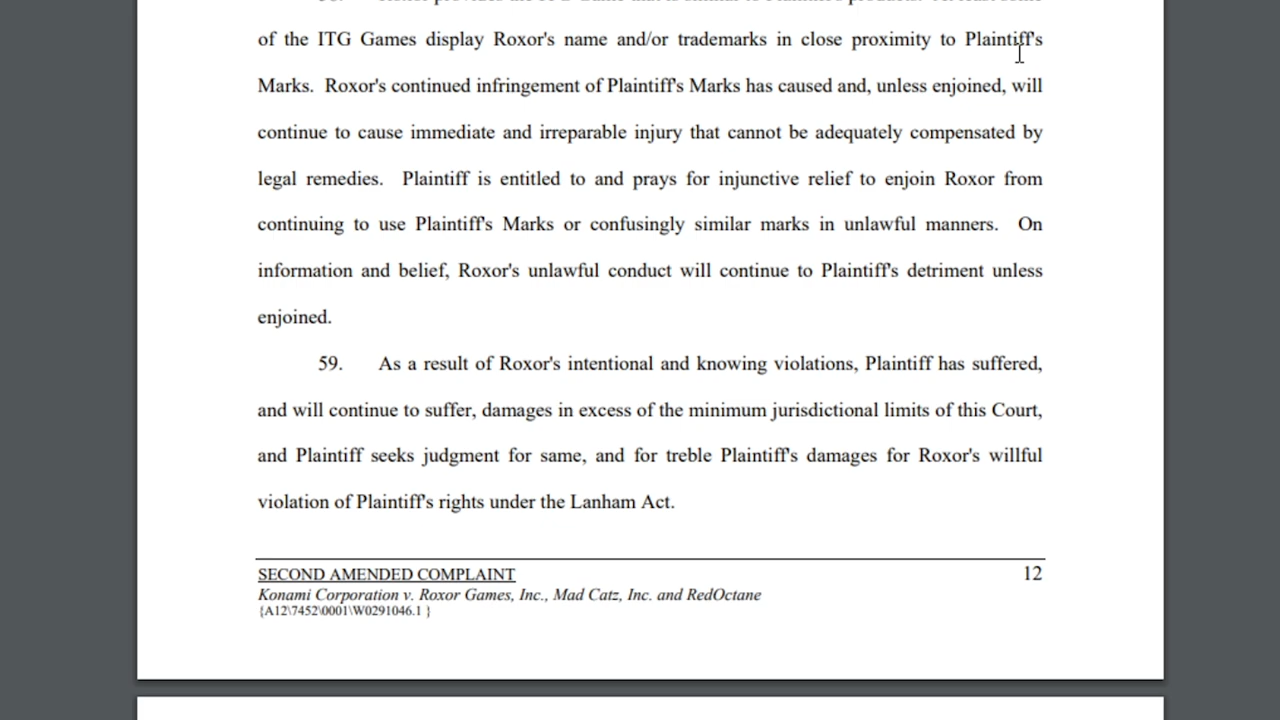 of the ITG Games display Roxor's name and/or trademarks in close proximity to Plaintiff's
Marks. Roxor's continued infringement of Plaintiff's Marks has caused and, unless enjoined, will
continue to cause immediate and irreparable injury that cannot be adequately compensated by
legal remedies. Plaintiff is entitled to and prays for injunctive relief to enjoin Roxor from
continuing to use Plaintiff's Marks or confusingly similar marks in unlawful manners. On
information and belief, Roxor's unlawful conduct will continue to Plaintiff's detriment unless
enjoined.
59. As a result of Roxor's intentional and knowing violations, Plaintiff has suffered,
and will continue to suffer, damages in excess of the minimum jurisdictional limits of this Court,
and Plaintiff seeks judgment for same, and for treble Plaintiff's damages for Roxor's willful
violation of Plaintiff's rights under the Lanham Act.
SECOND AMENDED COMPLAINT 12
Konami Corporation v. Roxor Games, Inc., Mad Catz, Inc. and RedOctane
{A12\7452\0001\W0291046.1 }